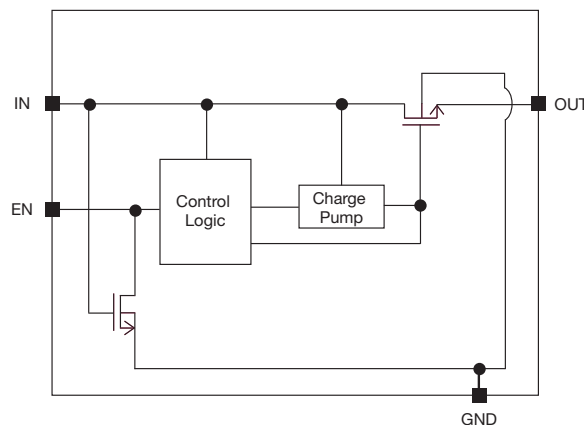 IN
OUT
EN
Control
Logic
Charge
Pump
GND